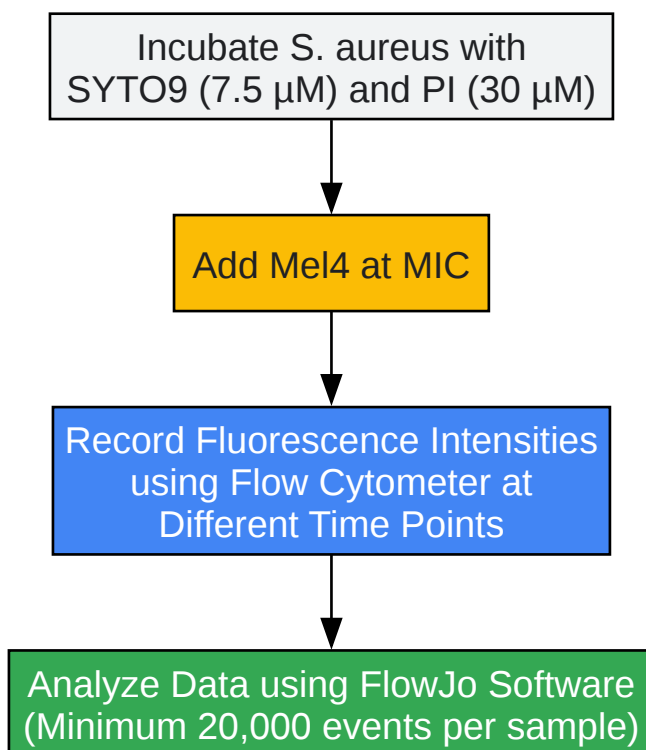 Incubate S. aureus with
SYTO9 (7.5 µM) and PI (30 µM)
Add Mel4 at MIC
Record Fluorescence Intensities
using Flow Cytometer at
Different Time Points
Analyze Data using FlowJo Software
(Minimum 20,000 events per sample)